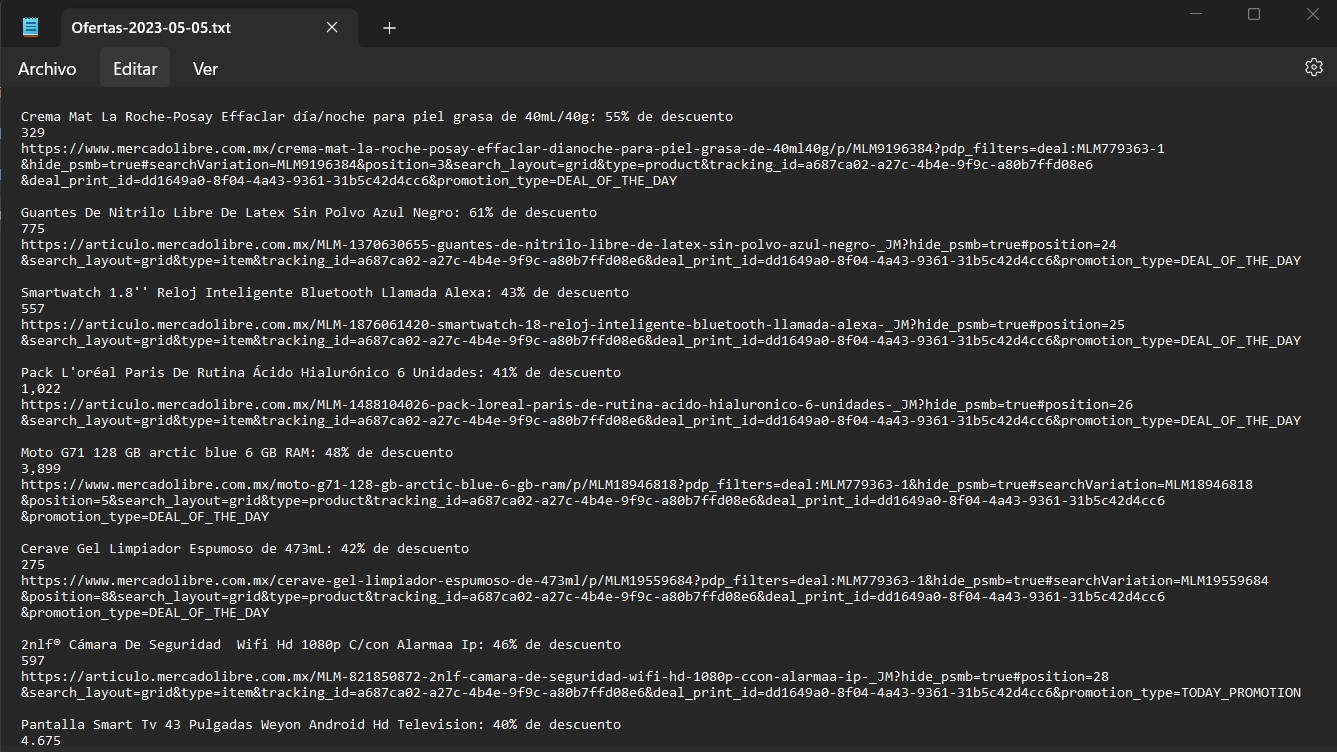 Ofertas-2023-05-05.txt
Archivo Editar Ver
Crema Mat La Roche-Posay Effaclar día/noche para piel grasa de 40mL/40g: 55% de descuento
329
https://www.mercadolibre.com.mx/crema-mat-la-roche-posay-effaclar-dianoche-para-piel-grasa-de-40ml40g/p/MLM9196384?pdp_filters=deal:MLM779363-1
&hide_psmb=true#searchVariation=MLM9196384&position=3&search_layout=grid&type=product&tracking_id=a687ca02-a27c-4b4e-9f9c-a80b7ffd08e6
&deal_print_id=dd1649a0-8f04-4a43-9361-31b5c42d4cc6&promotion_type=DEAL_OF_THE_DAY
Guantes De Nitrilo Libre De Latex Sin Polvo Azul Negro: 61% de descuento
775
https://articulo.mercadolibre.com.mx/MLM-1370630655-guantes-de-nitrilo-libre-de-latex-sin-polvo-azul-negro-_JM?hide_psmb=true#position=24
&search_layout=grid&type=item&tracking_id=a687ca02-a27c-4b4e-9f9c-a80b7ffd08e6&deal_print_id=dd1649a0-8f04-4a43-9361-31b5c42d4cc6&promotion_type=DEAL_OF_THE_DAY
Smartwatch 1.8'' Reloj Inteligente Bluetooth Llamada Alexa: 43% de descuento
557
https://articulo.mercadolibre.com.mx/MLM-1876061420-smartwatch-18-reloj-inteligente-bluetooth-llamada-alexa-_JM?hide_psmb=true#position=25
&search_layout=grid&type=item&tracking_id=a687ca02-a27c-4b4e-9f9c-a80b7ffd08e6&deal_print_id=dd1649a0-8f04-4a43-9361-31b5c42d4cc6&promotion_type=DEAL_OF_THE_DAY
Pack L'oréal Paris De Rutina Ácido Hialurónico 6 Unidades: 41% de descuento
1,022
https://articulo.mercadolibre.com.mx/MLM-1488104026-pack-loreal-paris-de-rutina-acido-hialuronico-6-unidades-_JM?hide_psmb=true#position=26
&search_layout=grid&type=item&tracking_id=a687ca02-a27c-4b4e-9f9c-a80b7ffd08e6&deal_print_id=dd1649a0-8f04-4a43-9361-31b5c42d4cc6&promotion_type=DEAL_OF_THE_DAY
Moto G71 128 GB arctic blue 6 GB RAM: 48% de descuento
3,899
https://www.mercadolibre.com.mx/moto-g71-128-gb-arctic-blue-6-gb-ram/p/MLM18946818?pdp_filters=deal:MLM779363-1&hide_psmb=true#searchVariation=MLM18946818
&position=5&search_layout=grid&type=product&tracking_id=a687ca02-a27c-4b4e-9f9c-a80b7ffd08e6&deal_print_id=dd1649a0-8f04-4a43-9361-31b5c42d4cc6
&promotion_type=DEAL_OF_THE_DAY
Cerave Gel Limpiador Espumoso de 473mL: 42% de descuento
275
https://www.mercadolibre.com.mx/cerave-gel-limpiador-espumoso-de-473ml/p/MLM19559684?pdp_filters=deal:MLM779363-1&hide_psmb=true#searchVariation=MLM19559684
&position=8&search_layout=grid&type=product&tracking_id=a687ca02-a27c-4b4e-9f9c-a80b7ffd08e6&deal_print_id=dd1649a0-8f04-4a43-9361-31b5c42d4cc6
&promotion_type=DEAL_OF_THE_DAY
2nlf® Cámara De Seguridad  Wifi Hd 1080p C/con Alarmaa Ip: 46% de descuento
597
https://articulo.mercadolibre.com.mx/MLM-821850872-2nlf-camara-de-seguridad-wifi-hd-1080p-ccon-alarmaa-ip-_JM?hide_psmb=true#position=28
&search_layout=grid&type=item&tracking_id=a687ca02-a27c-4b4e-9f9c-a80b7ffd08e6&deal_print_id=dd1649a0-8f04-4a43-9361-31b5c42d4cc6&promotion_type=TODAY_PROMOTION
Pantalla Smart Tv 43 Pulgadas Weyon Android Hd Television: 40% de descuento
4.675